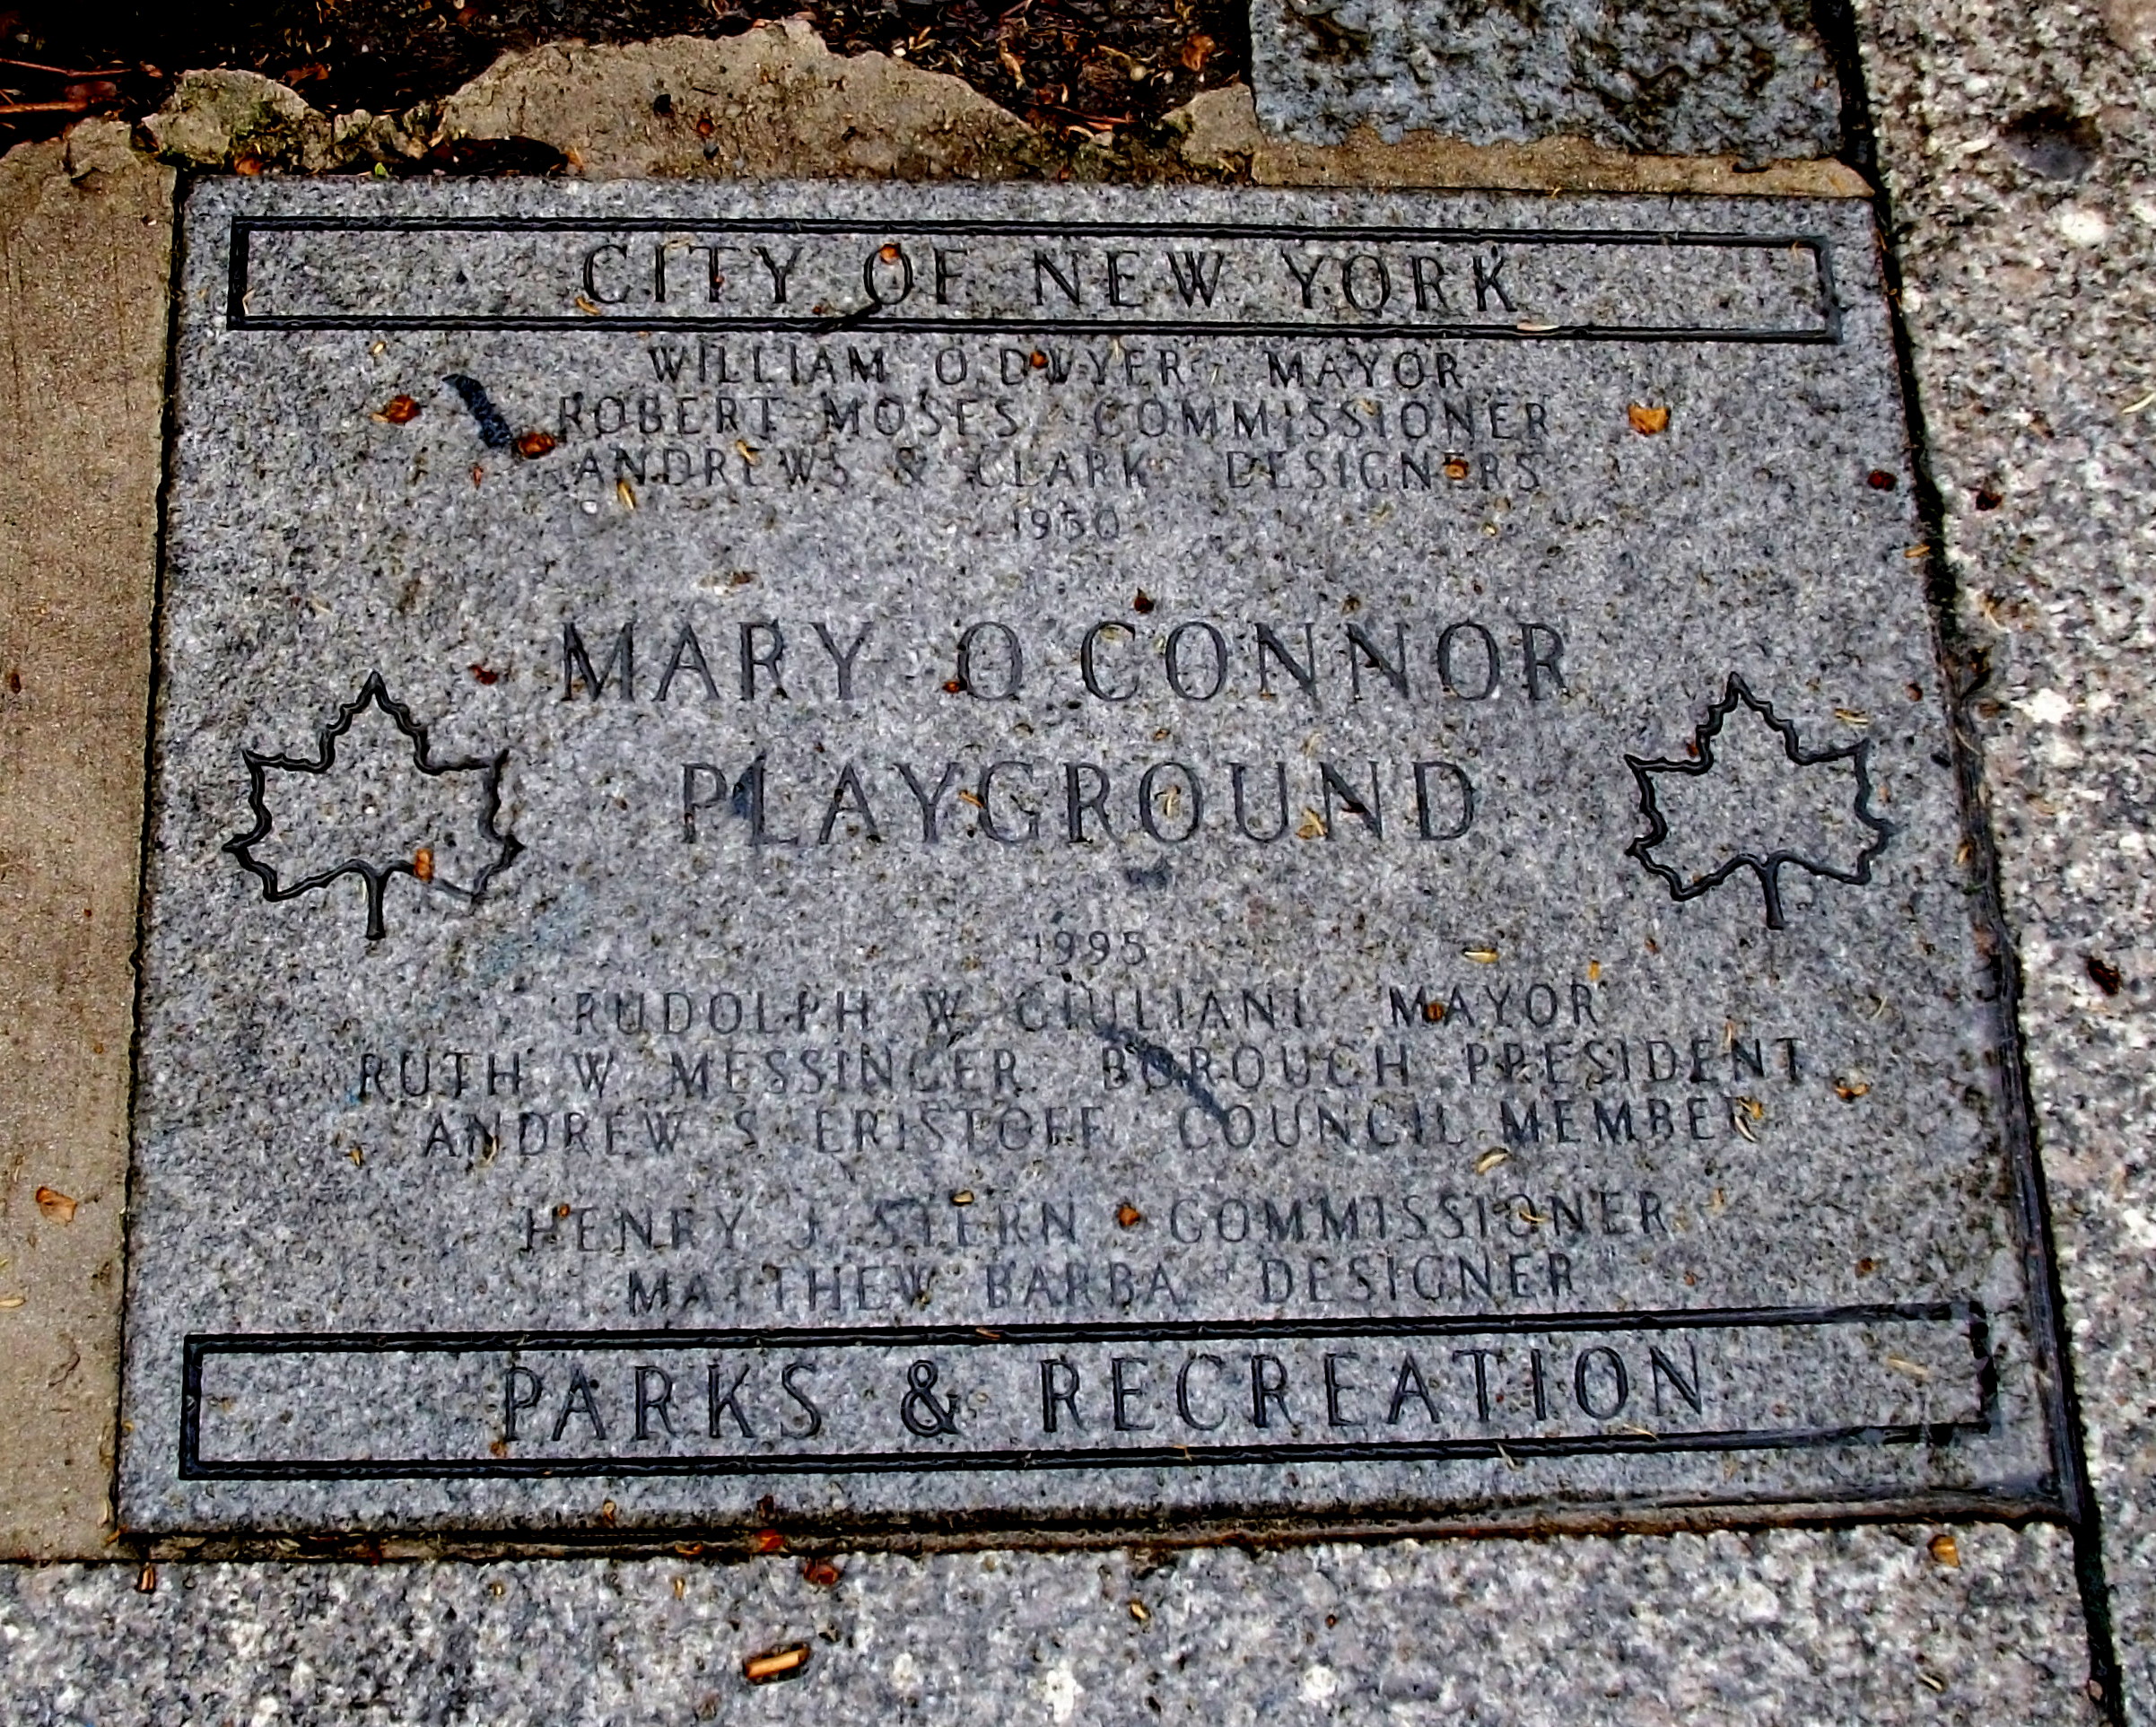 CITY OF NEW YORK
WILLIAM O'DWYER, MAYOR
ROBERT MOSES, COMMISSIONER
ANDREWS & CLARK, DESIGNERS
1950
MARY O'CONNOR
PLAYGROUND
1995
RUDOLPH W. GIULIANI, MAYOR
RUTH W. MESSINGER, BOROUGH PRESIDENT
ANDREW S. ERISTOFF, COUNCIL MEMBER
HENRY J. STERN, COMMISSIONER
MATTHEW BARBA, DESIGNER
PARKS & RECREATION